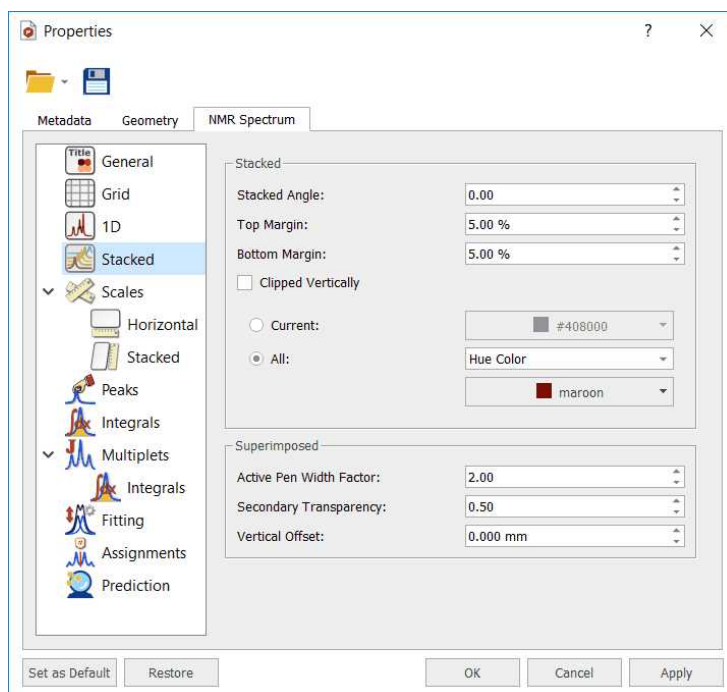 Properties
?
Metadata Geometry NMR Spectrum
Title
General
Grid
1D
Stacked
Scales
Horizontal
Stacked
Peaks
Integrals
Multiplets
Integrals
Fitting
Assignments
Prediction
Stacked
Stacked Angle: 0.00
Top Margin: 5.00 %
Bottom Margin: 5.00 %
Clipped Vertically
Current: #408000
All: Hue Color
maroon
Superimposed
Active Pen Width Factor: 2.00
Secondary Transparency: 0.50
Vertical Offset: 0.000 mm
Set as Default Restore OK Cancel Apply